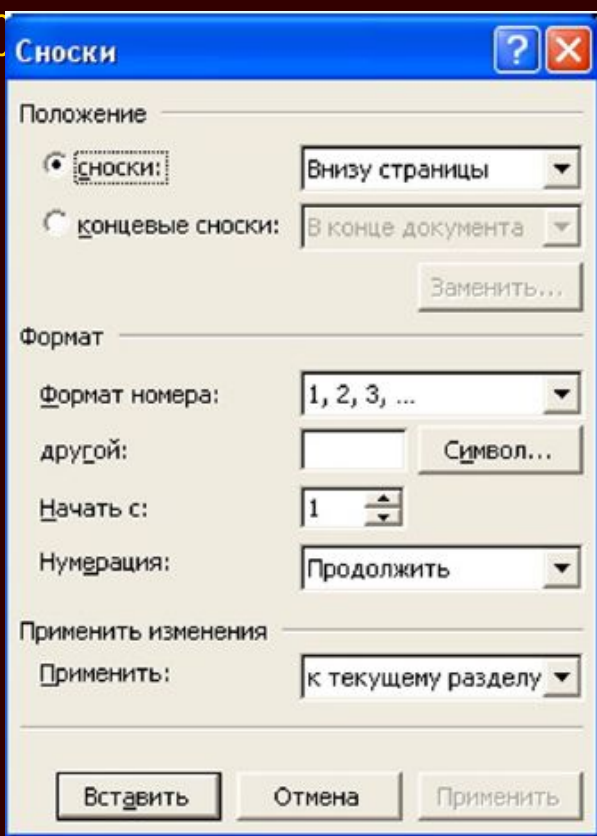 Сноски
Положение
сноски: Внизу страницы
концевые сноски: В конце документа
Заменить...
Формат
Формат номера: 1, 2, 3, ...
другой: Символ...
Начать с: 1
Нумерация: Продолжить
Применить изменения
Применить: к текущему разделу
Вставить Отмена Применить